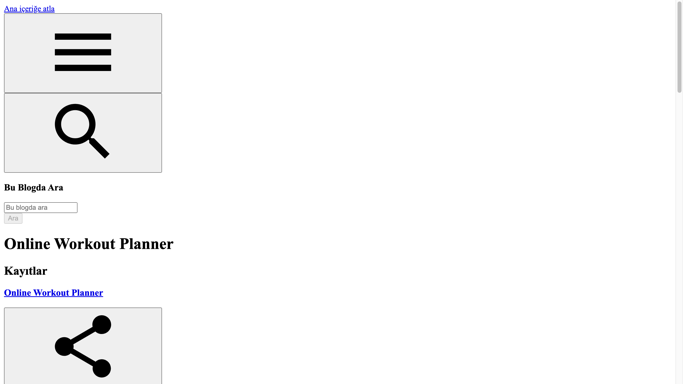 Ana içeriğe atla
Bu Blogda Ara
Bu blogda ara
Ara
Online Workout Planner
Kayıtlar
Online Workout Planner